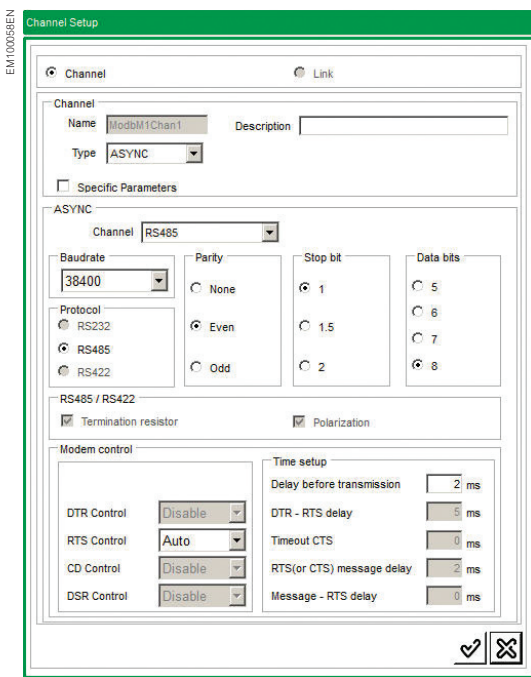 EM100058EN
Channel Setup
Channel Link
Channel
Name ModbM1Chan1 Description
Type ASYNC
Specific Parameters
ASYNC
Channel RS485
Baudrate Parity Stop bit Data bits
38400
None 1 5
Protocol
RS232 Even 1.5 6
RS485 7
RS422 Odd 2 8
RS485 / RS422
Termination resistor Polarization
Modem control
Time setup
Delay before transmission 2 ms
DTR Control Disable DTR - RTS delay 5 ms
RTS Control Auto Timeout CTS 0 ms
CD Control Disable RTS(or CTS) message delay 2 ms
DSR Control Disable Message - RTS delay 0 ms